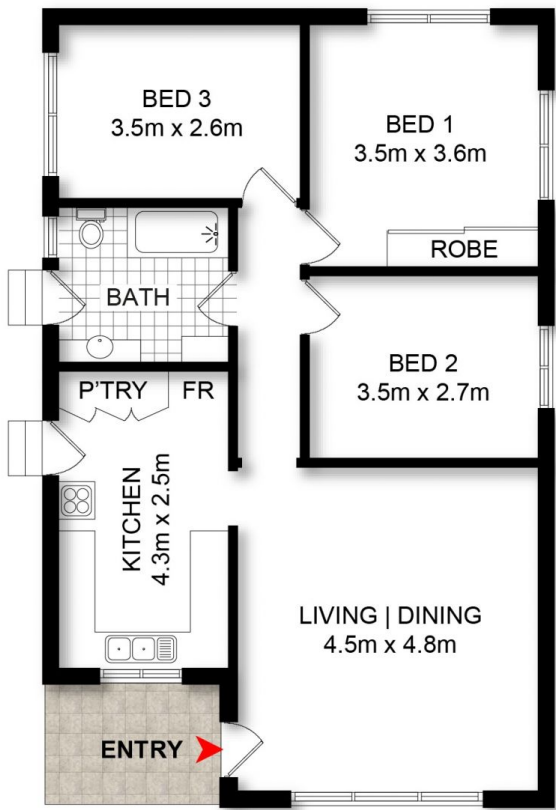 BED 3
3.5m x 2.6m
BED 1
3.5m x 3.6m
ROBE
BATH
BED 2
3.5m x 2.7m
P'TRY
FR
KITCHEN
4.3m x 2.5m
LIVING | DINING
4.5m x 4.8m
ENTRY